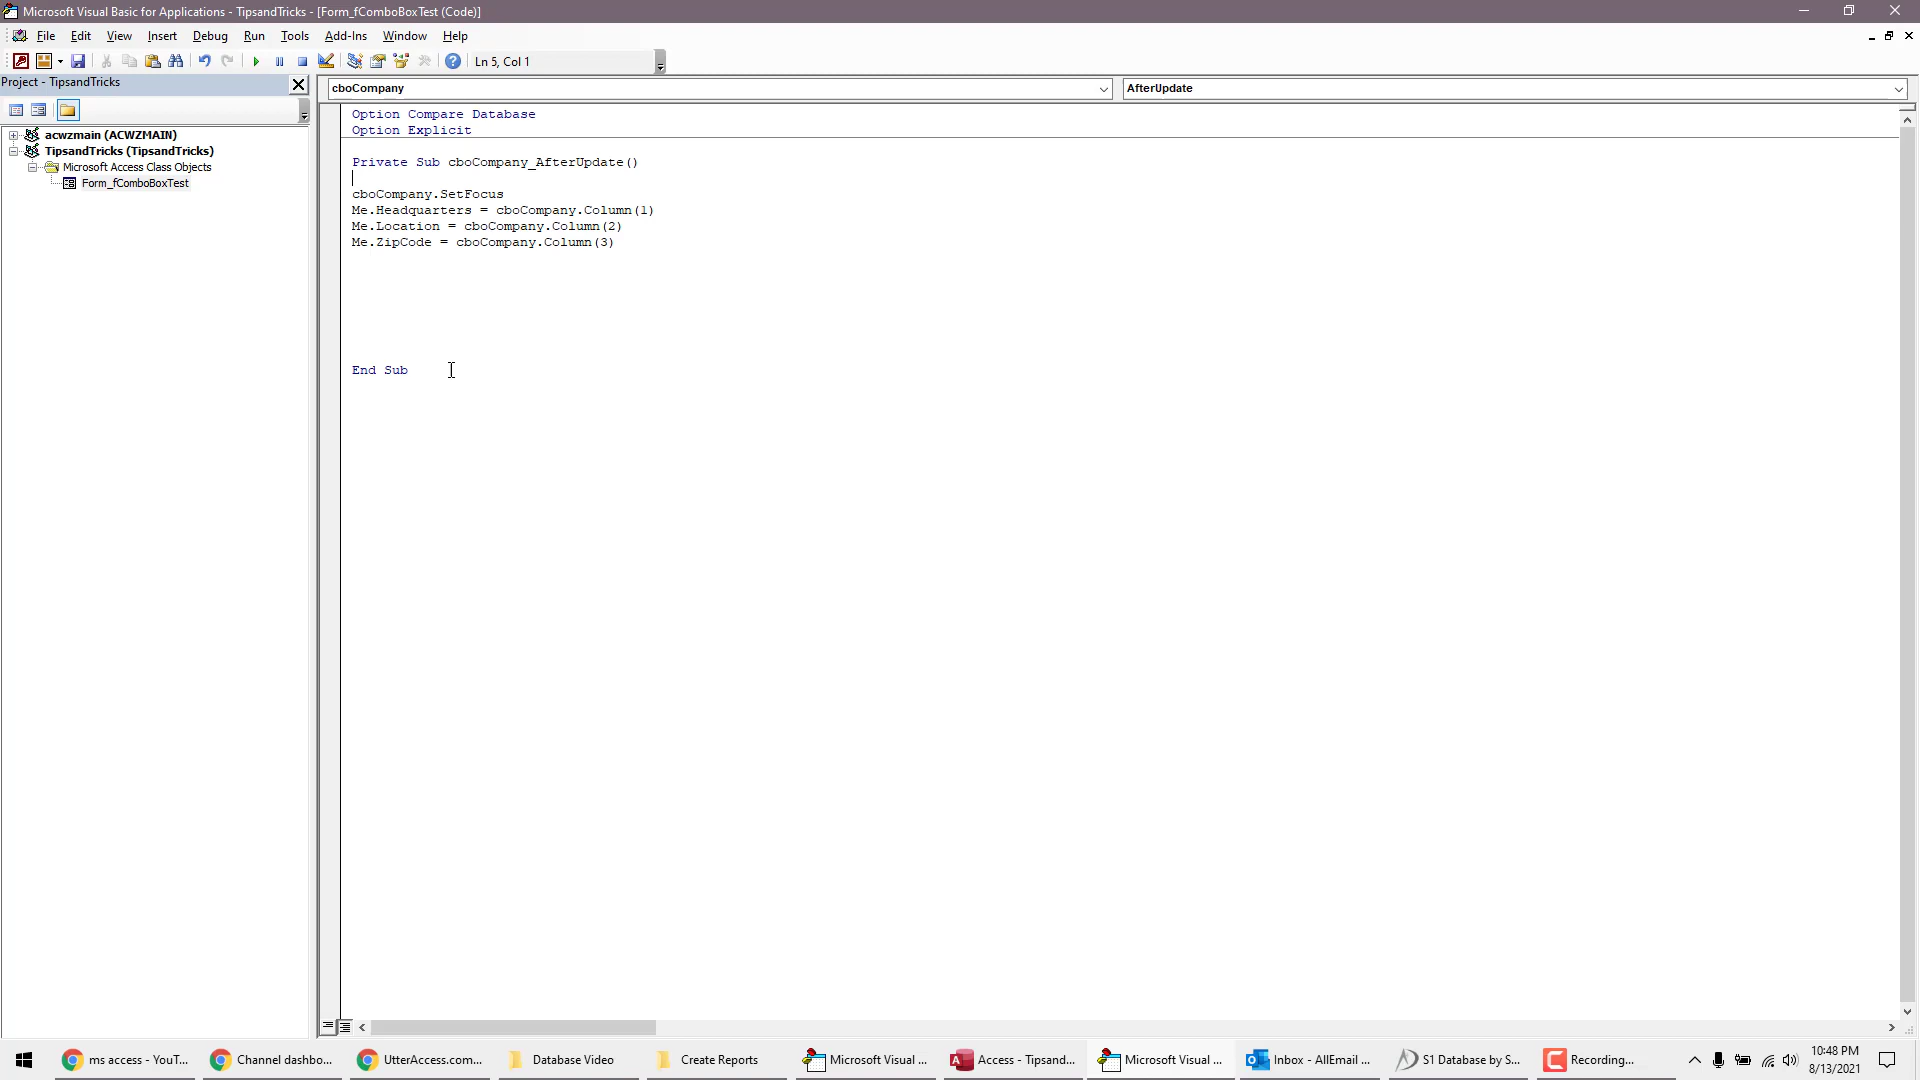 Microsoft Visual Basic for Applications - TipsandTricks - [Form_fComboBoxTest (Code)]
File Edit View Insert Debug Run Tools Add-Ins Window Help
Ln 5, Col 1
Project - TipsandTricks
cboCompany
AfterUpdate
acwzmain (ACWZMAIN)
TipsandTricks (TipsandTricks)
Microsoft Access Class Objects
Form_fComboBoxTest
Option Compare Database
Option Explicit
Private Sub cboCompany_AfterUpdate()
cboCompany.SetFocus
Me.Headquarters = cboCompany.Column(1)
Me.Location = cboCompany.Column(2)
Me.ZipCode = cboCompany.Column(3)
End Sub
ms access - YouT...
Channel dashbo...
UtterAccess.com...
Database Video
Create Reports
Microsoft Visual ...
Access - Tipsand...
Microsoft Visual ...
Inbox - AllEmail ...
S1 Database by S...
Recording...
10:48 PM
8/13/2021